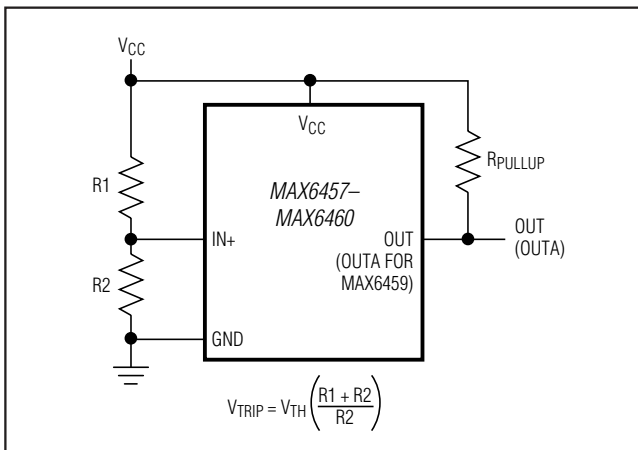 VCC
VCC
RPULLUP
R1
MAX6457–
MAX6460
IN+
OUT
(OUTA FOR
MAX6459)
OUT
(OUTA)
R2
GND
VTRIP = VTH (R1 + R2 / R2)